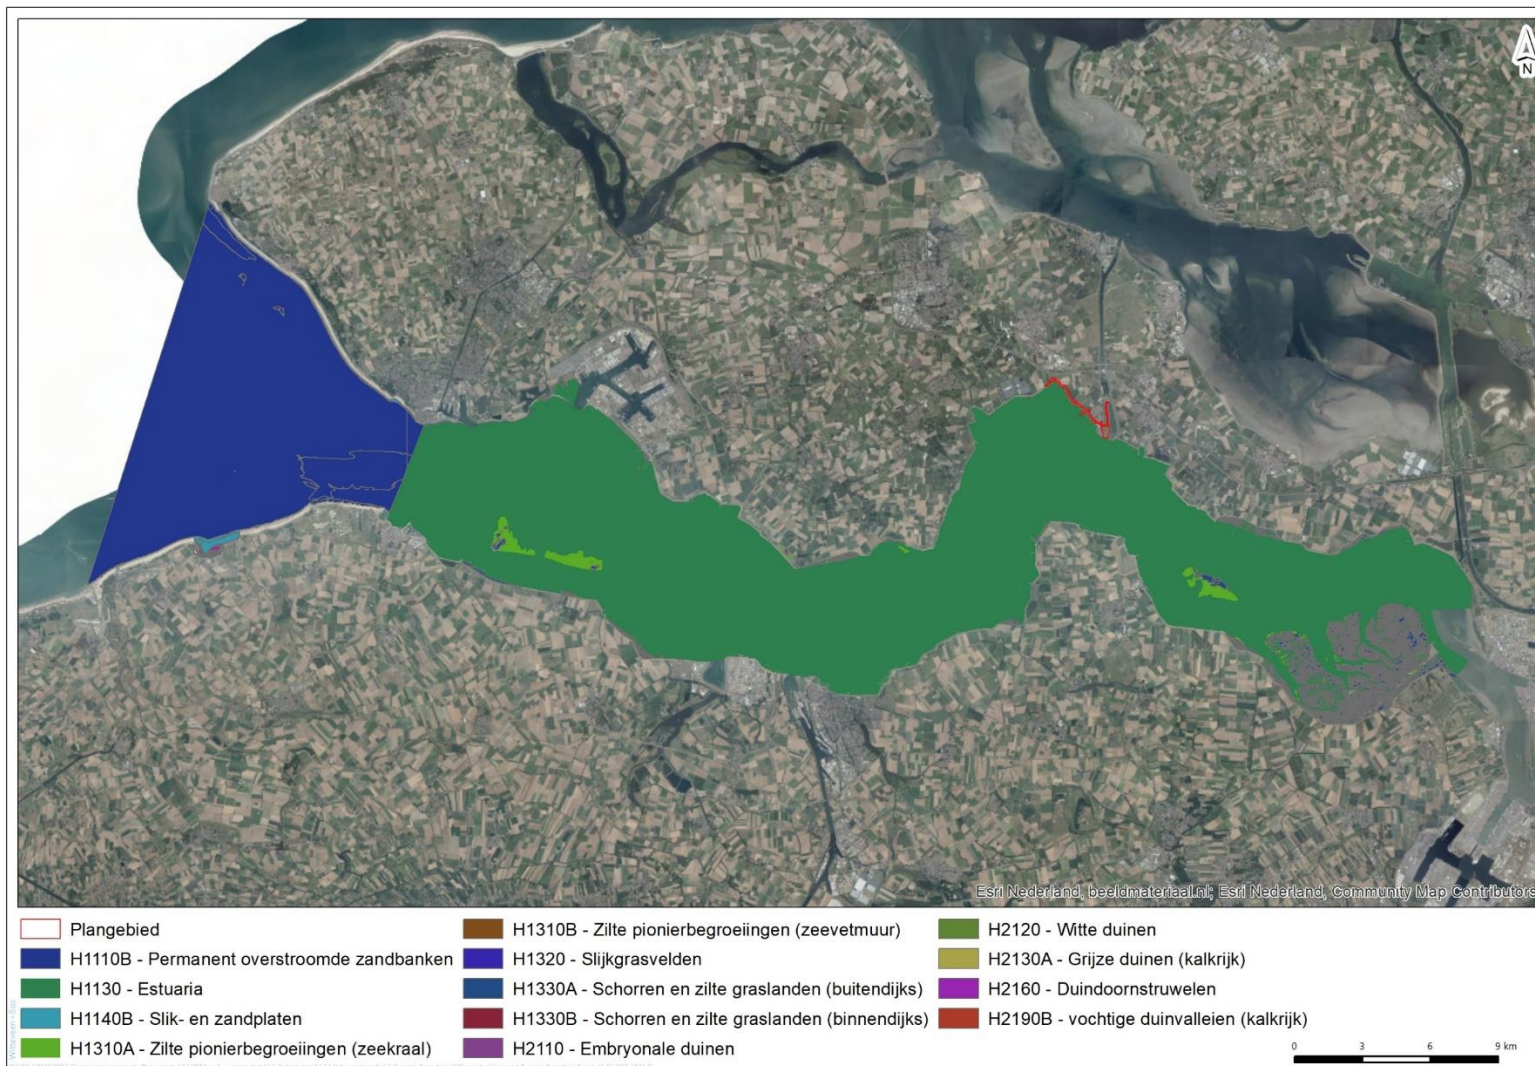 N
Esri Nederland, beeldmateriaal.nl; Esri Nederland, Community Map Contributors
Plangebied
H1110B - Permanent overstroomde zandbanken
H1130 - Estuaria
H1140B - Slik- en zandplaten
H1310A - Zilte pionierbegroeiingen (zeekraal)
H1310B - Zilte pionierbegroeiingen (zeevetmuur)
H1320 - Slijkgrasvelden
H1330A - Schorren en zilte graslanden (buitendijks)
H1330B - Schorren en zilte graslanden (binnendijks)
H2110 - Embryonale duinen
H2120 - Witte duinen
H2130A - Grijze duinen (kalkrijk)
H2160 - Duindoornstruwelen
H2190B - vochtige duinvalleien (kalkrijk)
0 3 6 9 km
Witteveen+Bos